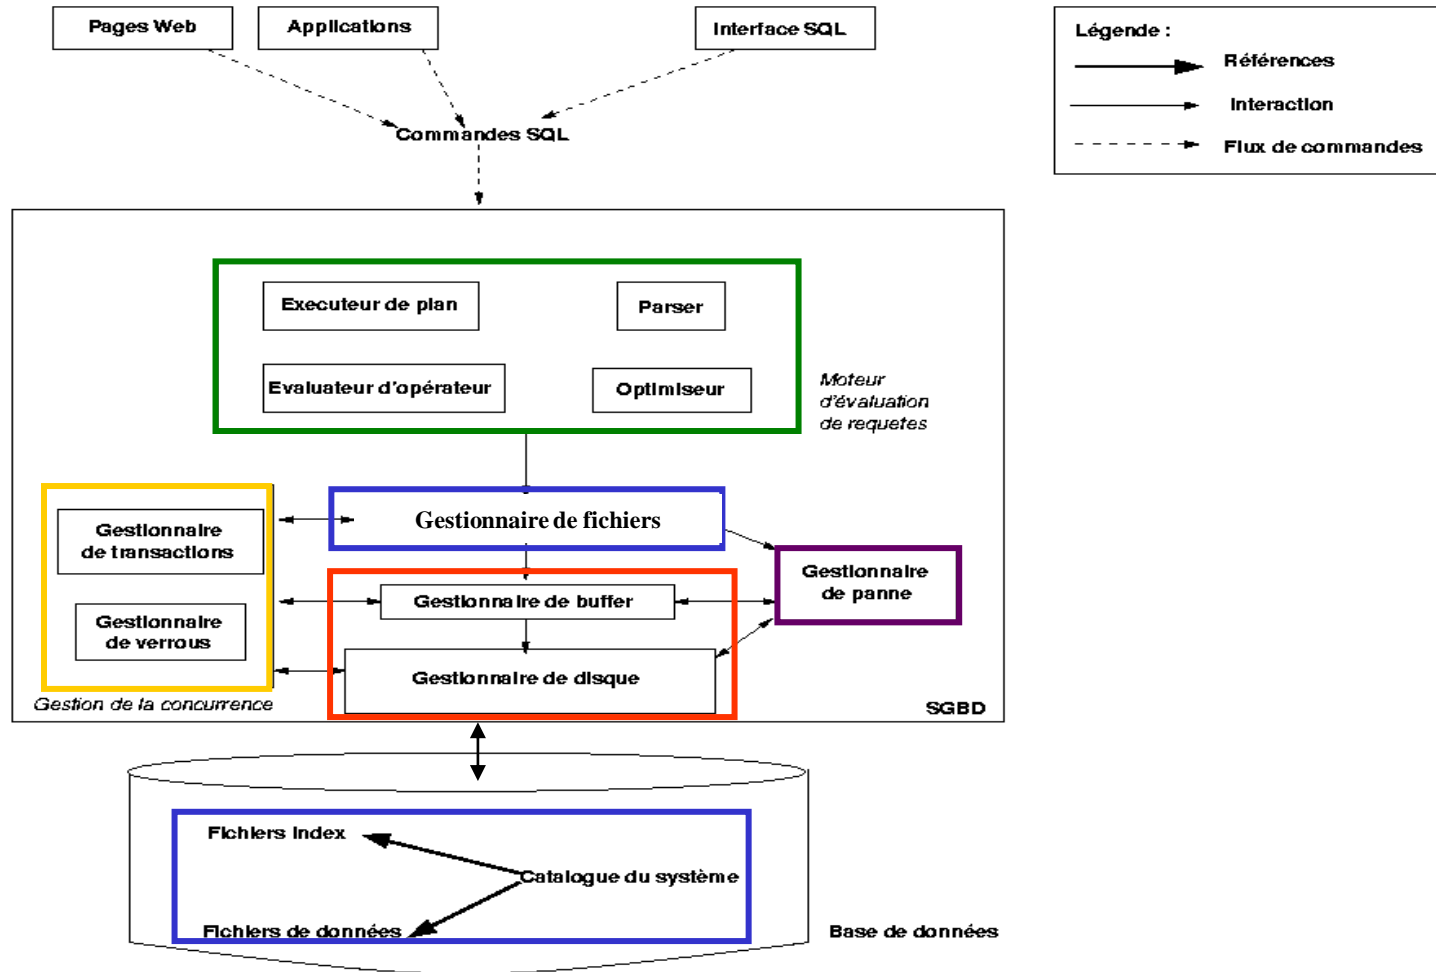 Pages Web
Applications
Interface SQL
Légende :
Références
Interaction
Flux de commandes
Commandes SQL
Executeur de plan
Parser
Evaluateur d'opérateur
Optimiseur
Moteur
d'évaluation
de requetes
Gestionnaire
de transactions
Gestionnaire
de verrous
Gestion de la concurrence
Gestionnaire de fichiers
Gestionnaire de buffer
Gestionnaire de disque
Gestionnaire
de panne
SGBD
Fichiers index
Catalogue du système
Fichiers de données
Base de données